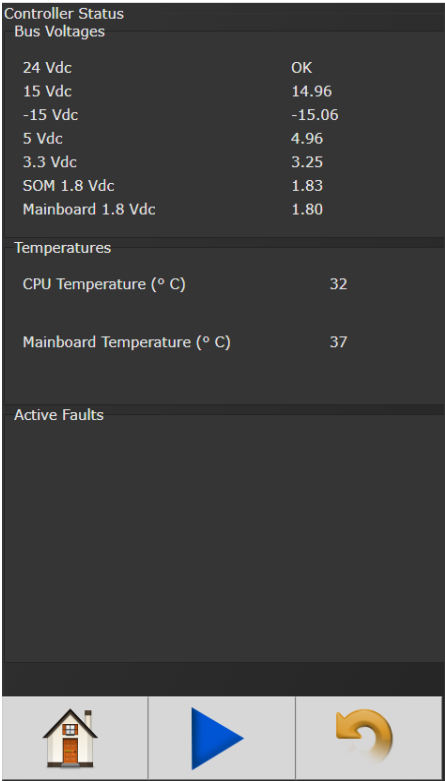 Controller Status
Bus Voltages
24 Vdc OK
15 Vdc 14.96
-15 Vdc -15.06
5 Vdc 4.96
3.3 Vdc 3.25
SOM 1.8 Vdc 1.83
Mainboard 1.8 Vdc 1.80
Temperatures
CPU Temperature (° C) 32
Mainboard Temperature (° C) 37
Active Faults